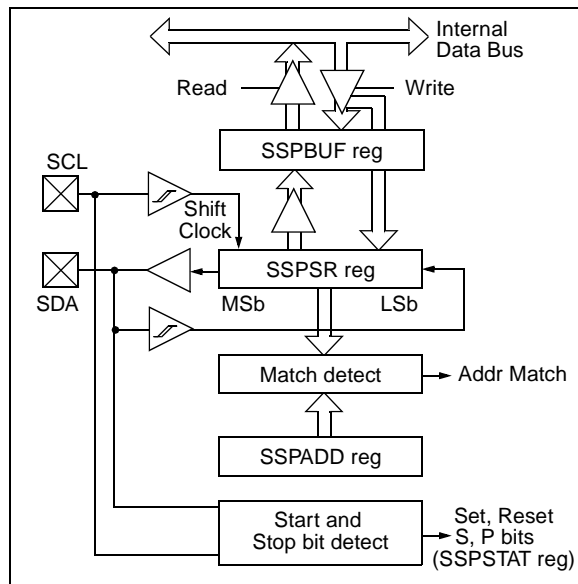 Internal
Data Bus
Read
Write
SSPBUF reg
SCL
Shift
Clock
SSPSR reg
SDA
MSb
LSb
Match detect
Addr Match
SSPADD reg
Start and
Stop bit detect
Set, Reset
S, P bits
(SSPSTAT reg)